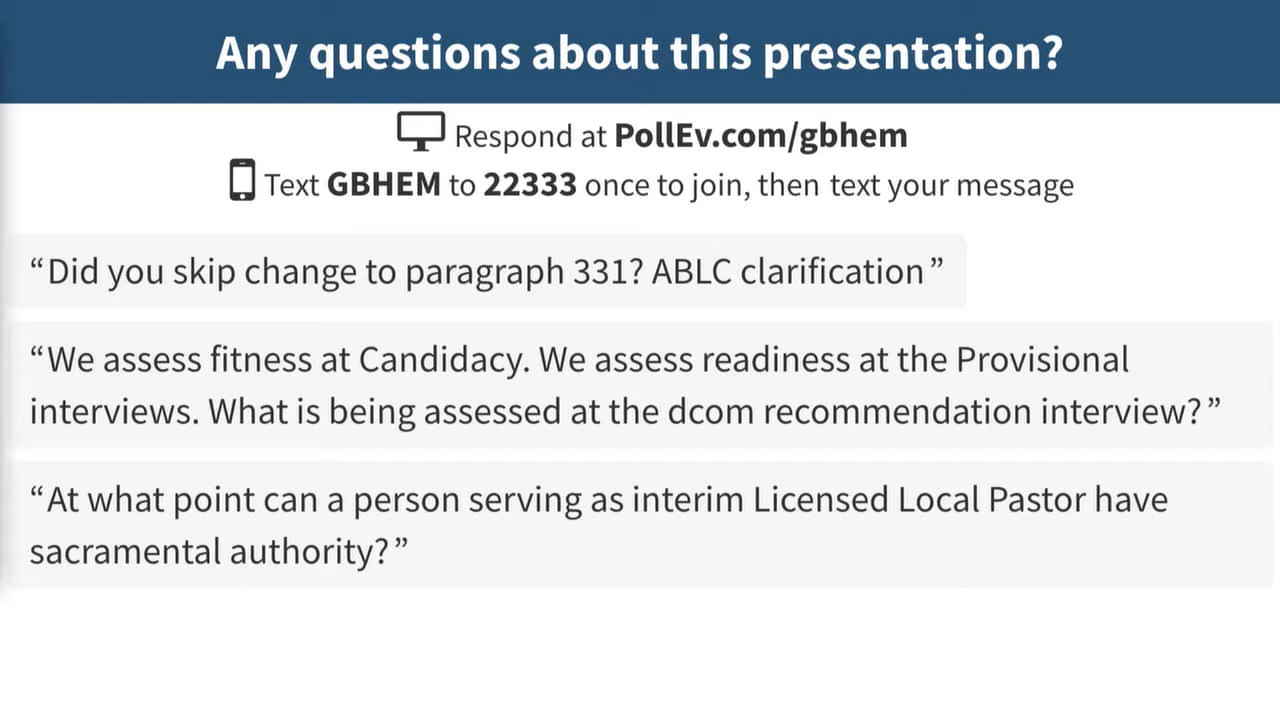 Any questions about this presentation?
Respond at PollEv.com/gbhem
Text GBHEM to 22333 once to join, then text your message
“Did you skip change to paragraph 331? ABLC clarification”
“We assess fitness at Candidacy. We assess readiness at the Provisional
interviews. What is being assessed at the dcom recommendation interview?”
“At what point can a person serving as interim Licensed Local Pastor have
sacramental authority?”